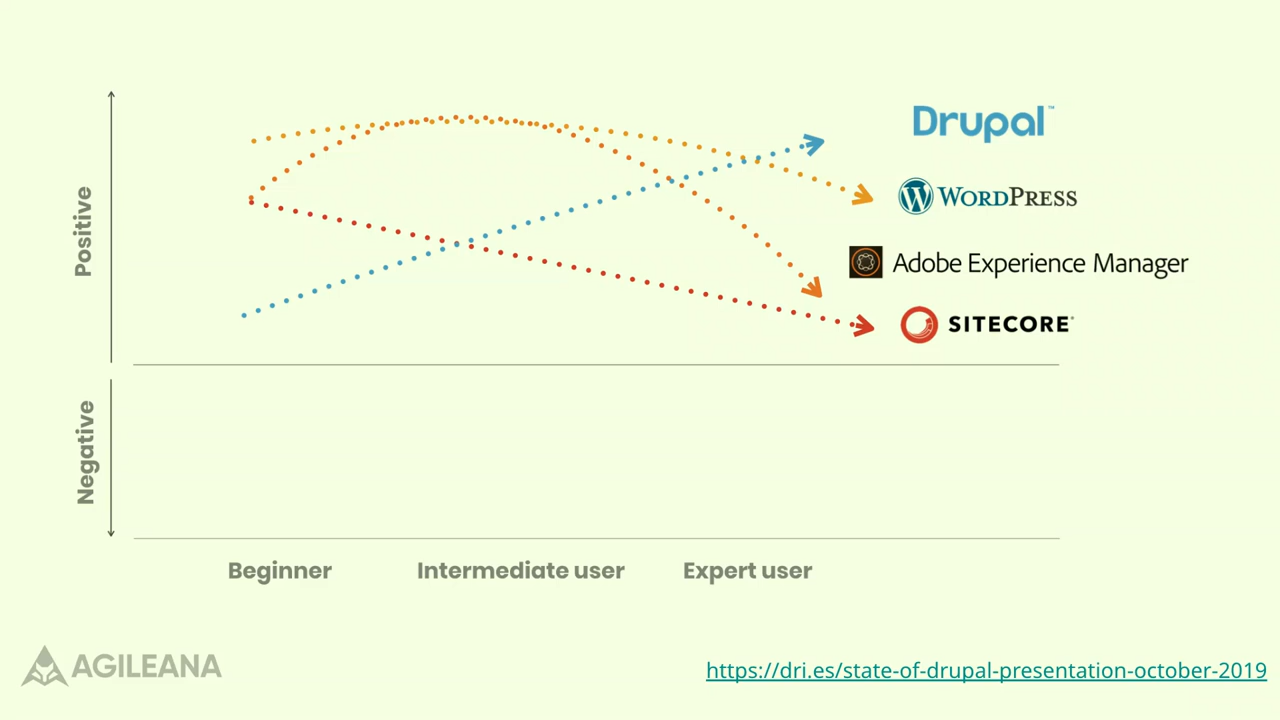 Positive
Negative
Drupal™
WORDPRESS
Adobe Experience Manager
SITECORE®
Beginner
Intermediate user
Expert user
AGILEANA
https://dri.es/state-of-drupal-presentation-october-2019